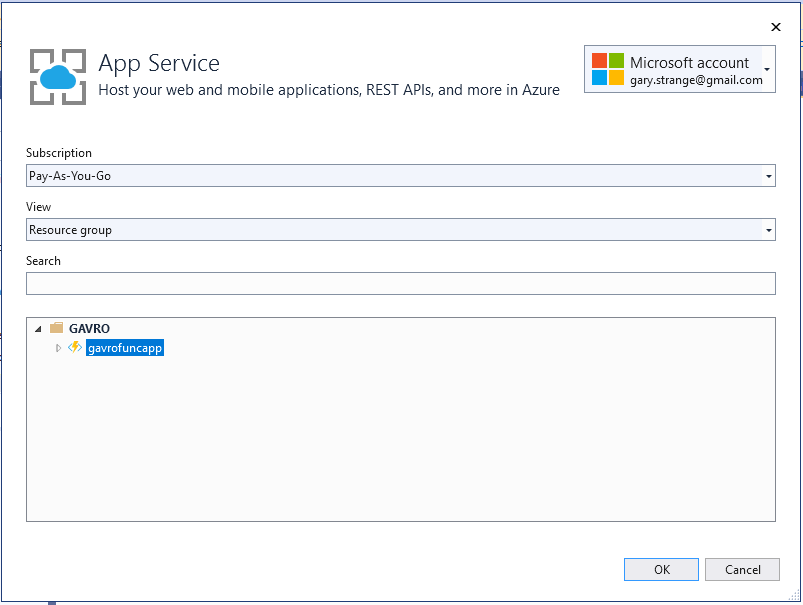 App Service
Host your web and mobile applications, REST APIs, and more in Azure
Microsoft account
gary.strange@gmail.com
Subscription
Pay-As-You-Go
View
Resource group
Search
GAVRO
gavrofuncapp
OK
Cancel